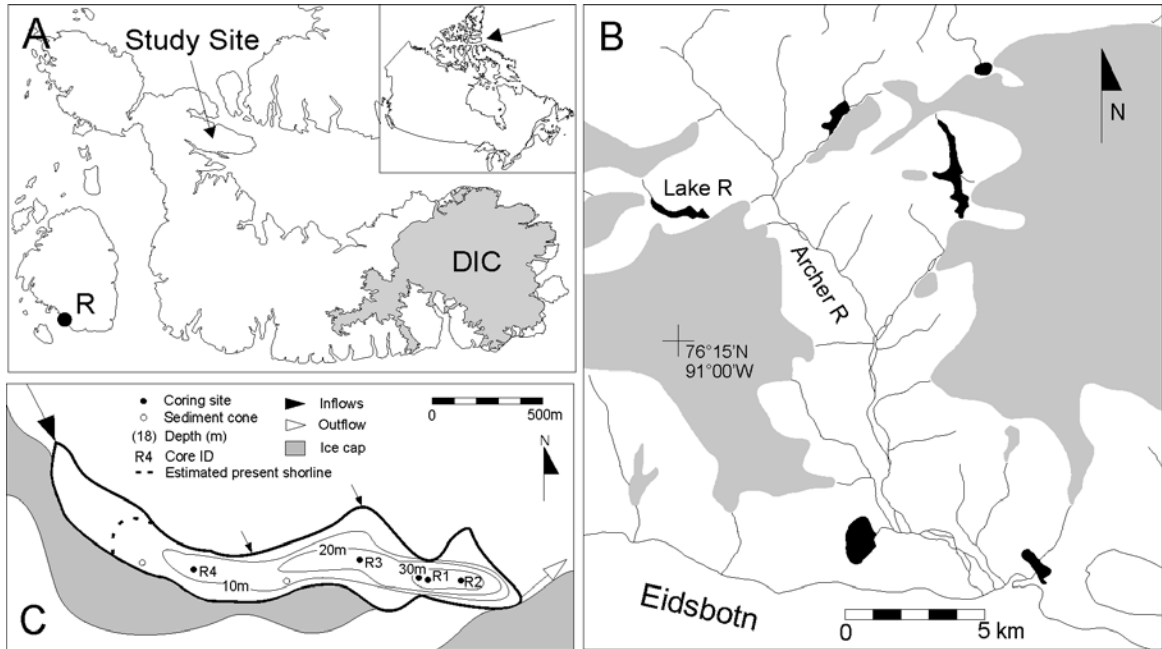 A
Study Site
R
DIC
B
N
Lake R
Archer R
76°15'N
91°00'W
Eidsbotn
0 5 km
Coring site
Sediment cone
(18) Depth (m)
R4 Core ID
Estimated present shorline
Inflows
Outflow
Ice cap
0 500m
N
20m
R3
30m
R1
R2
R4
10m
C